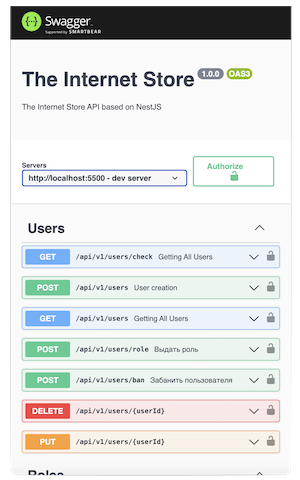 Swagger.
Supported by SMARTBEAR
The Internet Store 1.0.0 OAS3
The Internet Store API based on NestJS
Servers
http://localhost:5500 - dev server
Authorize
Users
GET /api/v1/users/check Getting All Users
POST /api/v1/users User creation
GET /api/v1/users Getting All Users
POST /api/v1/users/role Выдать роль
POST /api/v1/users/ban Забанить пользователя
DELETE /api/v1/users/{userId}
PUT /api/v1/users/{userId}
Roles